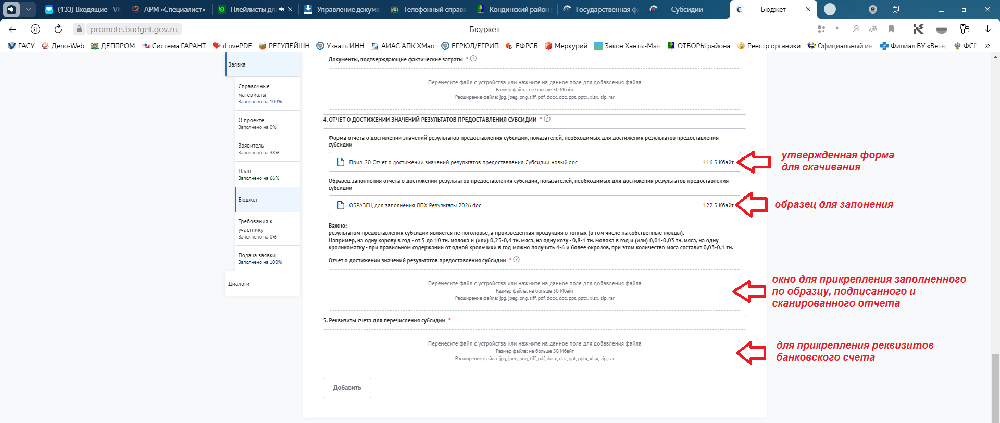 (133) Входящие - VK
АРМ «Специалист»
Плейлисты дл
Управление докуме
Телефонный справо
Кондинский район
Государственная фи
Субсидии
Бюджет
promote.budget.gov.ru
Бюджет
ГАСУ
Дело-Web
ДЕППРОМ
Система ГАРАНТ
iLovePDF
РЕГУЛЕЙШН
Узнать ИНН
АИАС АПК ХМао
ЕГРЮЛ/ЕГРИП
ЕФРСБ
Меркурий
Закон Ханты-Ман
ОТБОРЫ района
Реестр органики
Официальный ин
Филиал БУ «Вете
ФСГ
»
Заявка
Справочные
материалы
Заполнено на 100%
О проекте
Заполнено на 0%
Заявитель
Заполнено на 38%
План
Заполнено на 66%
Бюджет
Требования к
участнику
Заполнено на 0%
Подача заявки
Заполнено на 100%
Диалоги
Документы, подтверждающие фактические затраты *
Перенесите файл с устройства или нажмите на данное поле для добавления файла
Размер файла: не больше 50 Мбайт
Расширение файла: jpg, jpeg, png, tiff, pdf, docx, doc, ppt, pptx, xlsx, zip, rar
4. ОТЧЕТ О ДОСТИЖЕНИИ ЗНАЧЕНИЙ РЕЗУЛЬТАТОВ ПРЕДОСТАВЛЕНИЯ СУБСИДИИ *
Форма отчета о достижении значений результатов предоставления субсидии, показателей, необходимых для достижения результатов предоставления
субсидии
Прил. 20 Отчет о достижении значений результатов предоставления Субсидии новый.doc
116.5 Кбайт
утвержденная форма
для скачивания
Образец заполнения отчета о достижении результатов предоставления субсидии, показателей, необходимых для достижения результатов предоставления
субсидии
ОБРАЗЕЦ для заполнения ЛПХ Результаты 2026.doc
122.5 Кбайт
образец для запонения
Важно:
результатом предоставления субсидии является не поголовье, а произведенная продукция в тоннах (в том числе на собственные нужды).
Например, на одну корову в год - от 5 до 10 тн. молока и (или) 0,25-0,4 тн. мяса, на одну козу - 0,8-1 тн. молока в год и (или) 0,01-0,03 тн. мяса, на одну
кроликоматку - при правильном содержании от одной крольчихи в год можно получить 4-6 и более окролов, при этом количество мяса составит 0,03-0,1 тн.
Отчет о достижении значений результатов предоставления субсидии *
Перенесите файл с устройства или нажмите на данное поле для добавления файла
Размер файла: не больше 50 Мбайт
Расширение файла: jpg, jpeg, png, tiff, pdf, docx, doc, ppt, pptx, xlsx, zip, rar
окно для прикрепления заполненного
по образцу, подписанного и
сканированного отчета
5. Реквизиты счета для перечисления субсидии *
Перенесите файл с устройства или нажмите на данное поле для добавления файла
Размер файла: не больше 50 Мбайт
Расширение файла: jpg, jpeg, png, tiff, pdf, docx, doc, ppt, pptx, xlsx, zip, rar
для прикрепления реквизитов
банковского счета
Добавить